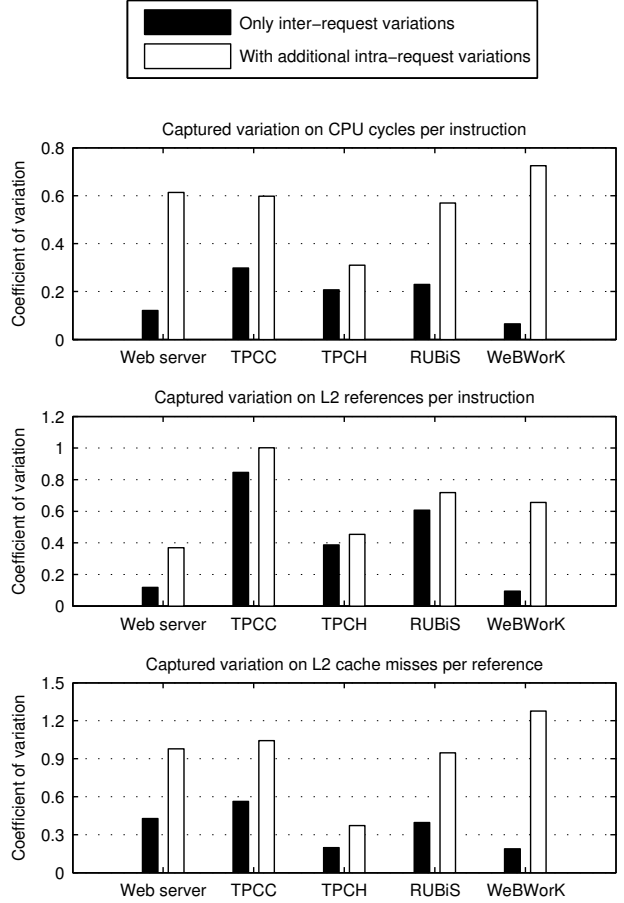 Only inter−request variations
With additional intra−request variations
Captured variation on CPU cycles per instruction
Coefficient of variation
0.8
0.6
0.4
0.2
0
Web server TPCC TPCH RUBiS WeBWorK
Captured variation on L2 references per instruction
Coefficient of variation
1.2
1
0.8
0.6
0.4
0.2
0
Web server TPCC TPCH RUBiS WeBWorK
Captured variation on L2 cache misses per reference
Coefficient of variation
1.5
1.2
0.9
0.6
0.3
0
Web server TPCC TPCH RUBiS WeBWorK